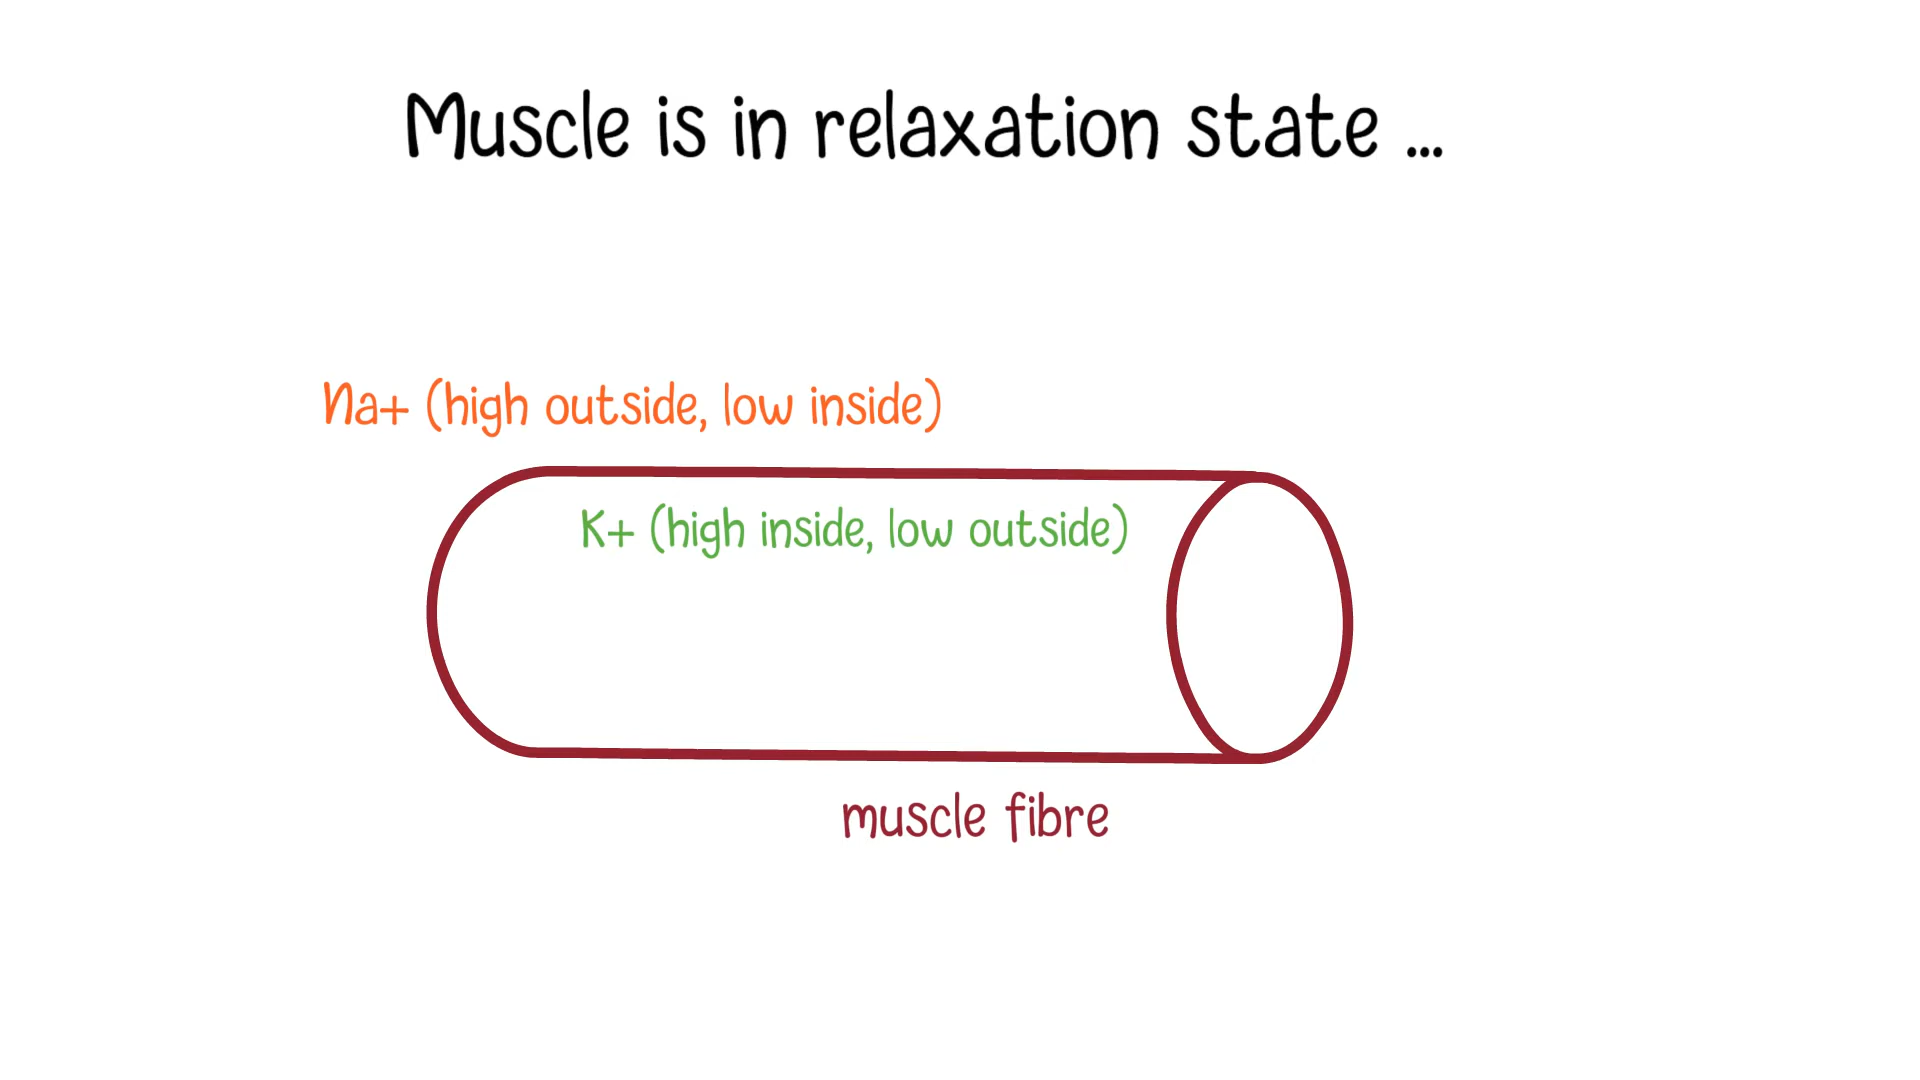 Muscle is in relaxation state ...
Na+ (high outside, low inside)
K+ (high inside, low outside)
muscle fibre